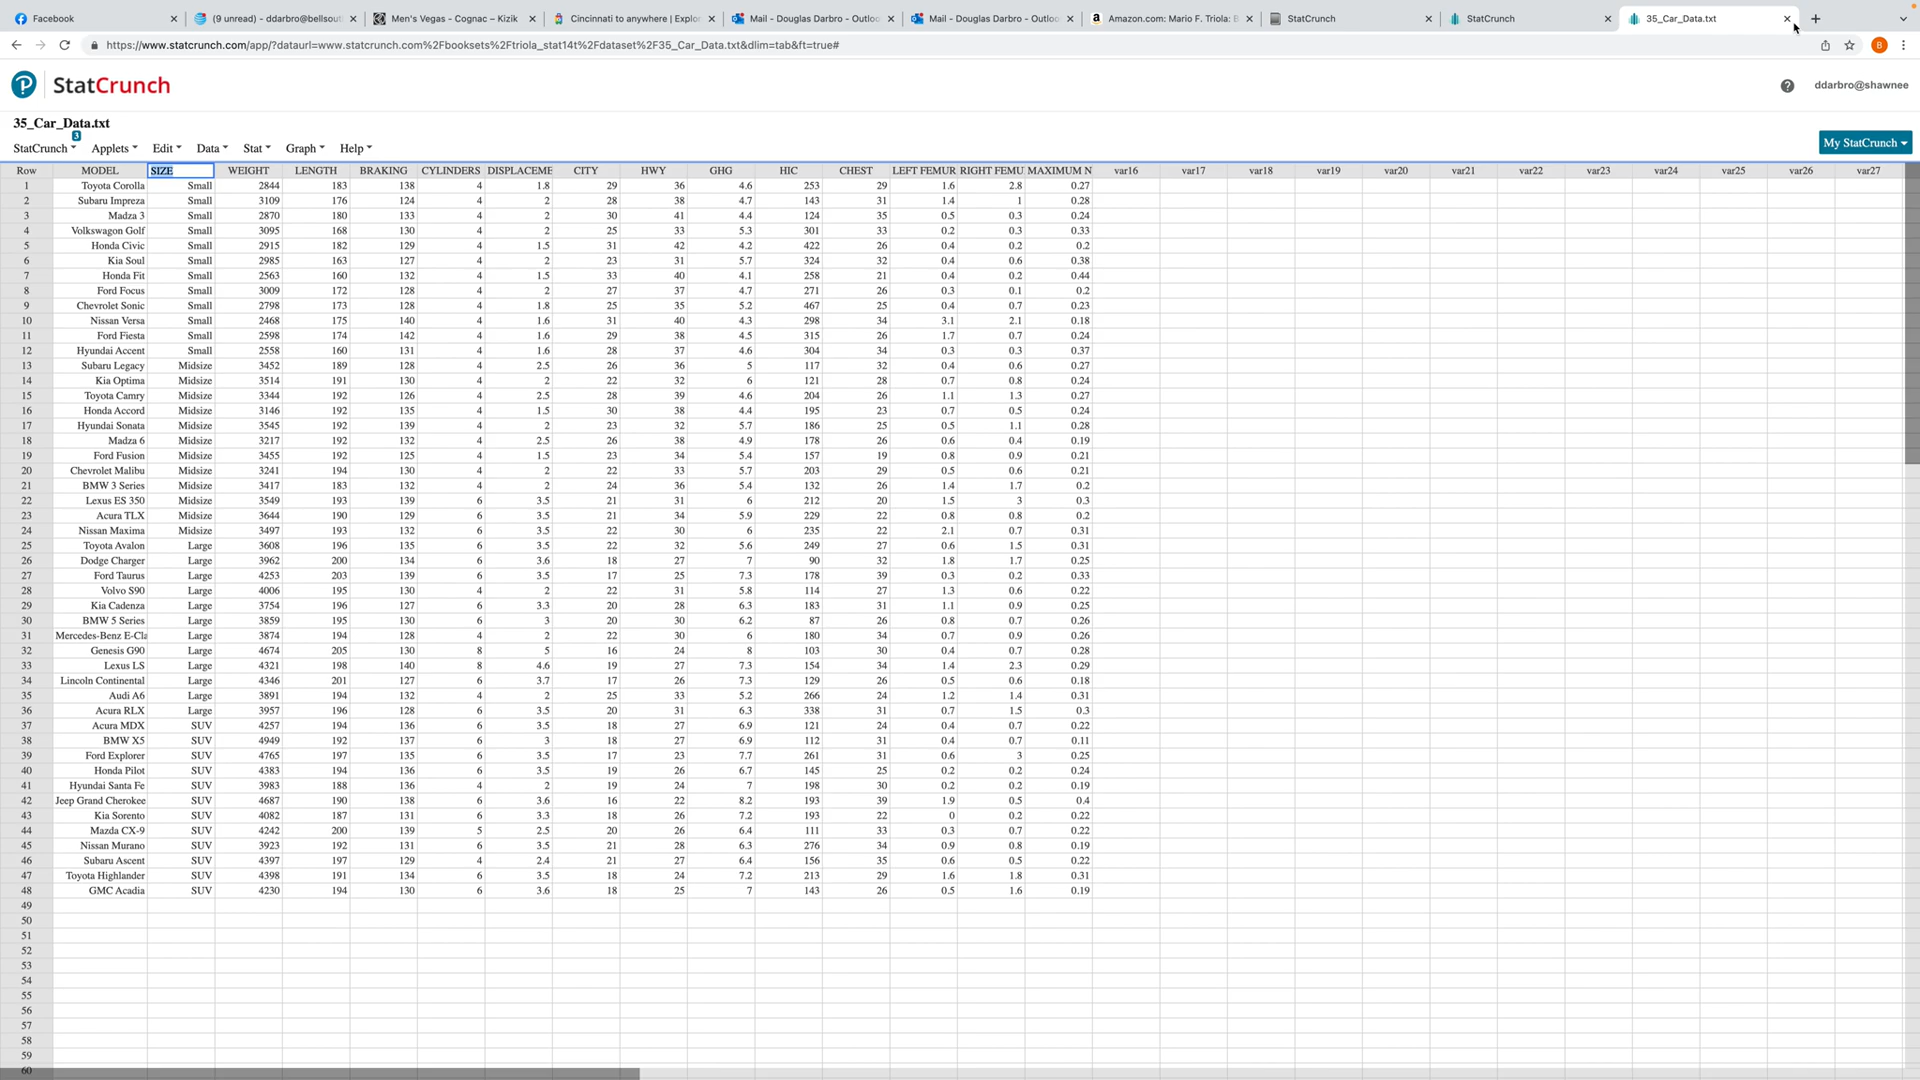 Facebook
(9 unread) - ddarbro@bellsout
Men's Vegas - Cognac – Kizik
Cincinnati to anywhere | Explor
Mail - Douglas Darbro - Outloo
Mail - Douglas Darbro - Outloo
Amazon.com: Mario F. Triola: B
StatCrunch
StatCrunch
35_Car_Data.txt
https://www.statcrunch.com/app/?dataurl=www.statcrunch.com%2Fbooksets%2Ftriola_stat14t%2Fdataset%2F35_Car_Data.txt&dlim=tab&ft=true#
B
P StatCrunch
? ddarbro@shawnee
35_Car_Data.txt
3
StatCrunch Applets Edit Data Stat Graph Help My StatCrunch
Row MODEL SIZE WEIGHT LENGTH BRAKING CYLINDERS DISPLACEME CITY HWY GHG HIC CHEST LEFT FEMUR RIGHT FEMU MAXIMUM N var16 var17 var18 var19 var20 var21 var22 var23 var24 var25 var26 var27
1 Toyota Corolla Small 2844 183 138 4 1.8 29 36 4.6 253 29 1.6 2.8 0.27
2 Subaru Impreza Small 3109 176 124 4 2 28 38 4.7 143 31 1.4 1 0.28
3 Madza 3 Small 2870 180 133 4 2 30 41 4.4 124 35 0.5 0.3 0.24
4 Volkswagon Golf Small 3095 168 130 4 2 25 33 5.3 301 33 0.2 0.3 0.33
5 Honda Civic Small 2915 182 129 4 1.5 31 42 4.2 422 26 0.4 0.2 0.2
6 Kia Soul Small 2985 163 127 4 2 23 31 5.7 324 32 0.4 0.6 0.38
7 Honda Fit Small 2563 160 132 4 1.5 33 40 4.1 258 21 0.4 0.2 0.44
8 Ford Focus Small 3009 172 128 4 2 27 37 4.7 271 26 0.3 0.1 0.2
9 Chevrolet Sonic Small 2798 173 128 4 1.8 25 35 5.2 467 25 0.4 0.7 0.23
10 Nissan Versa Small 2468 175 140 4 1.6 31 40 4.3 298 34 3.1 2.1 0.18
11 Ford Fiesta Small 2598 174 142 4 1.6 29 38 4.5 315 26 1.7 0.7 0.24
12 Hyundai Accent Small 2558 160 131 4 1.6 28 37 4.6 304 34 0.3 0.3 0.37
13 Subaru Legacy Midsize 3452 189 128 4 2.5 26 36 5 117 32 0.4 0.6 0.27
14 Kia Optima Midsize 3514 191 130 4 2 22 32 6 121 28 0.7 0.8 0.24
15 Toyota Camry Midsize 3344 192 126 4 2.5 28 39 4.6 204 26 1.1 1.3 0.27
16 Honda Accord Midsize 3146 192 135 4 1.5 30 38 4.4 195 23 0.7 0.5 0.24
17 Hyundai Sonata Midsize 3545 192 139 4 2 23 32 5.7 186 25 0.5 1.1 0.28
18 Madza 6 Midsize 3217 192 132 4 2.5 26 38 4.9 178 26 0.6 0.4 0.19
19 Ford Fusion Midsize 3455 192 125 4 1.5 23 34 5.4 157 19 0.8 0.9 0.21
20 Chevrolet Malibu Midsize 3241 194 130 4 2 22 33 5.7 203 29 0.5 0.6 0.21
21 BMW 3 Series Midsize 3417 183 132 4 2 24 36 5.4 132 26 1.4 1.7 0.2
22 Lexus ES 350 Midsize 3549 193 139 6 3.5 21 31 6 212 20 1.5 3 0.3
23 Acura TLX Midsize 3644 190 129 6 3.5 21 34 5.9 229 22 0.8 0.8 0.2
24 Nissan Maxima Midsize 3497 193 132 6 3.5 22 30 6 235 22 2.1 0.7 0.31
25 Toyota Avalon Large 3608 196 135 6 3.5 22 32 5.6 249 27 0.6 1.5 0.31
26 Dodge Charger Large 3962 200 134 6 3.6 18 27 7 90 32 1.8 1.7 0.25
27 Ford Taurus Large 4253 203 139 6 3.5 17 25 7.3 178 39 0.3 0.2 0.33
28 Volvo S90 Large 4006 195 130 4 2 22 31 5.8 114 27 1.3 0.6 0.22
29 Kia Cadenza Large 3754 196 127 6 3.3 20 28 6.3 183 31 1.1 0.9 0.25
30 BMW 5 Series Large 3859 195 130 6 3 20 30 6.2 87 26 0.8 0.7 0.26
31 Mercedes-Benz E-Cla Large 3874 194 128 4 2 22 30 6 180 34 0.7 0.9 0.26
32 Genesis G90 Large 4674 205 130 8 5 16 24 8 103 30 0.4 0.7 0.28
33 Lexus LS Large 4321 198 140 8 4.6 19 27 7.3 154 34 1.4 2.3 0.29
34 Lincoln Continental Large 4346 201 127 6 3.7 17 26 7.3 129 26 0.5 0.6 0.18
35 Audi A6 Large 3891 194 132 4 2 25 33 5.2 266 24 1.2 1.4 0.31
36 Acura RLX Large 3957 196 128 6 3.5 20 31 6.3 338 31 0.7 1.5 0.3
37 Acura MDX SUV 4257 194 136 6 3.5 18 27 6.9 121 24 0.4 0.7 0.22
38 BMW X5 SUV 4949 192 137 6 3 18 27 6.9 112 31 0.4 0.7 0.11
39 Ford Explorer SUV 4765 197 135 6 3.5 17 23 7.7 261 31 0.6 3 0.25
40 Honda Pilot SUV 4383 194 136 6 3.5 19 26 6.7 145 25 0.2 0.2 0.24
41 Hyundai Santa Fe SUV 3983 188 136 4 2 19 24 7 198 30 0.2 0.2 0.19
42 Jeep Grand Cherokee SUV 4687 190 138 6 3.6 16 22 8.2 193 39 1.9 0.5 0.4
43 Kia Sorento SUV 4082 187 131 6 3.3 18 26 7.2 193 22 0 0.2 0.22
44 Mazda CX-9 SUV 4242 200 139 5 2.5 20 26 6.4 111 33 0.3 0.7 0.22
45 Nissan Murano SUV 3923 192 131 6 3.5 21 28 6.3 276 34 0.9 0.8 0.19
46 Subaru Ascent SUV 4397 197 129 4 2.4 21 27 6.4 156 35 0.6 0.5 0.22
47 Toyota Highlander SUV 4398 191 134 6 3.5 18 24 7.2 213 29 1.6 1.8 0.31
48 GMC Acadia SUV 4230 194 130 6 3.6 18 25 7 143 26 0.5 1.6 0.19
49
50
51
52
53
54
55
56
57
58
59
60